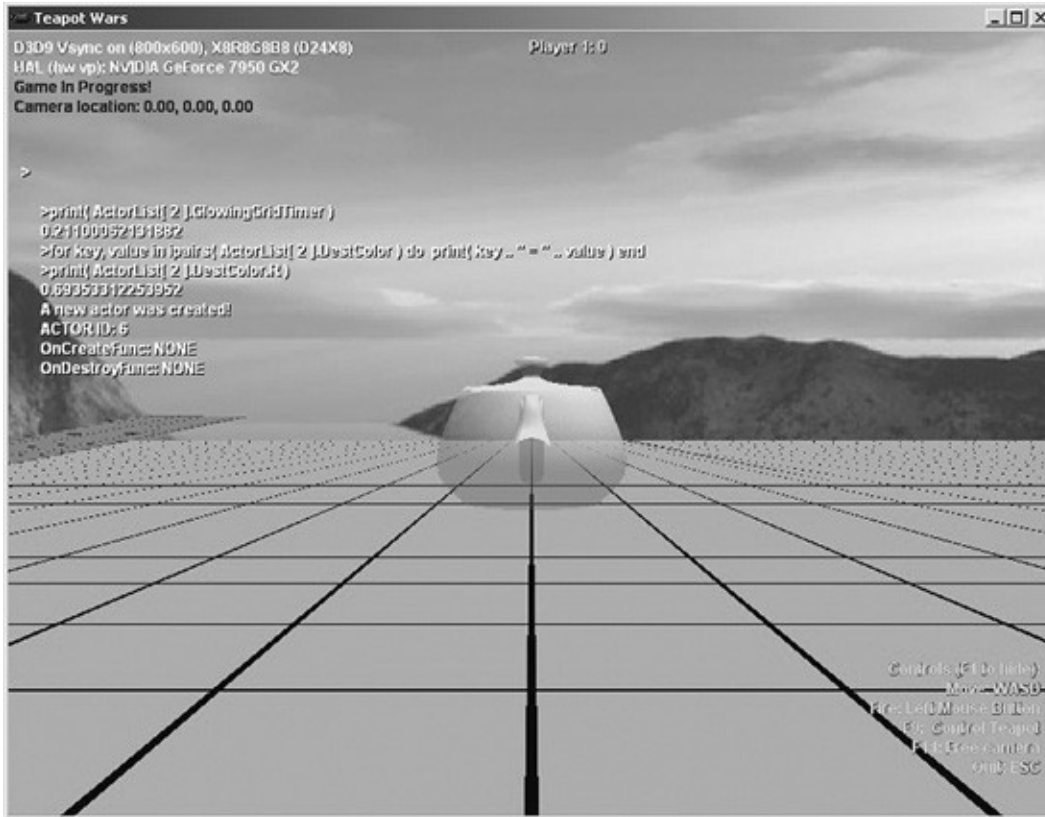 Teapot Wars
D3D9 Vsync on (800x600), X8R8G8B8 (D24X8)
Player 1: 0
HAL (hw vp): NVIDIA GeForce 7950 GX2
Game In Progress!
Camera location: 0.00, 0.00, 0.00
>
>print( ActorList[ 2 ].GlowingGridTimer )
0.21100962131882
>for key, value in ipairs( ActorList[ 2 ].DestColor ) do print( key .. " = " .. value ) end
>print( ActorList[ 2 ].DestColor.R )
0.69353312253952
A new actor was created!
ACTOR ID: 6
OnCreateFunc: NONE
OnDestroyFunc: NONE
Controls (F1 to hide)
Move: WASD
Fire: Left Mouse Button
Control Teapot
Free camera
Quit: ESC